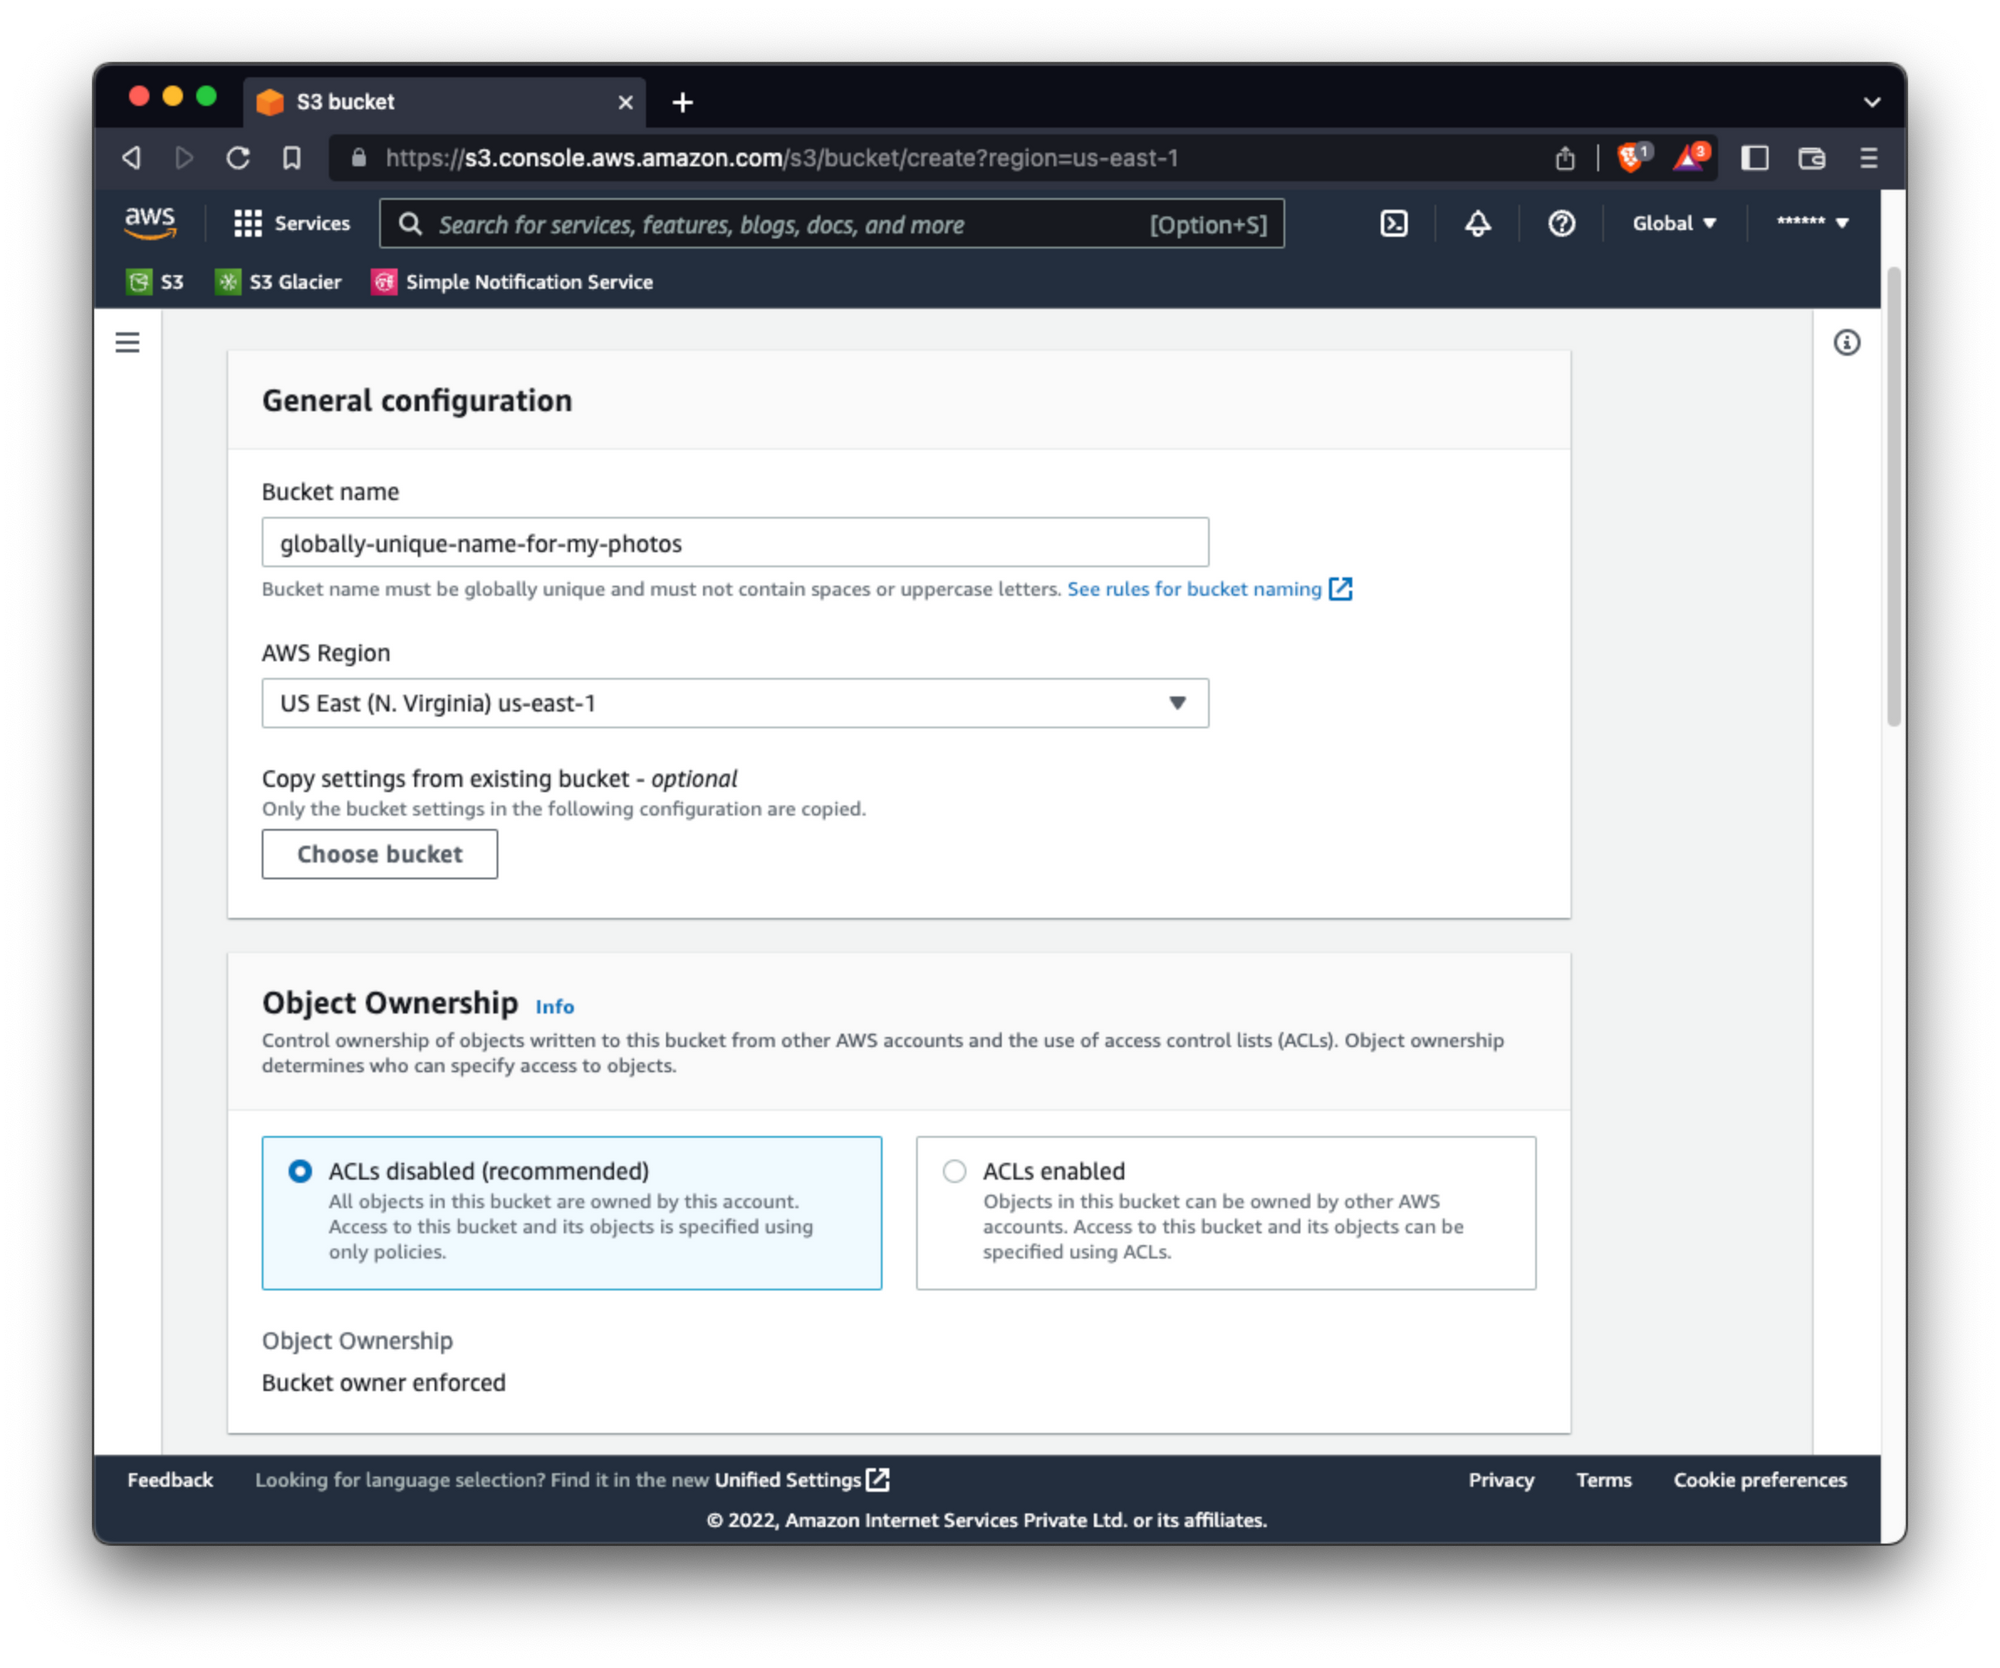 S3 bucket
https://s3.console.aws.amazon.com/s3/bucket/create?region=us-east-1
1
3
aws
Services
Search for services, features, blogs, docs, and more
[Option+S]
Global
******
S3
S3 Glacier
Simple Notification Service
General configuration
Bucket name
globally-unique-name-for-my-photos
Bucket name must be globally unique and must not contain spaces or uppercase letters. See rules for bucket naming
AWS Region
US East (N. Virginia) us-east-1
Copy settings from existing bucket - optional
Only the bucket settings in the following configuration are copied.
Choose bucket
Object Ownership Info
Control ownership of objects written to this bucket from other AWS accounts and the use of access control lists (ACLs). Object ownership
determines who can specify access to objects.
ACLs disabled (recommended)
All objects in this bucket are owned by this account.
Access to this bucket and its objects is specified using
only policies.
ACLs enabled
Objects in this bucket can be owned by other AWS
accounts. Access to this bucket and its objects can be
specified using ACLs.
Object Ownership
Bucket owner enforced
Feedback
Looking for language selection? Find it in the new Unified Settings
Privacy
Terms
Cookie preferences
© 2022, Amazon Internet Services Private Ltd. or its affiliates.